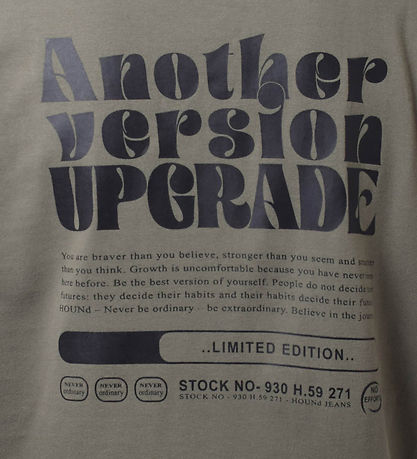 Another
version
UPGRADE
You are braver than you believe, stronger than you seem and smarter
than you think. Growth is uncomfortable because you have never been
here before. Be the best version of yourself. People do not decide
futures: they decide their habits and their habits decide their
HOUNd – Never be ordinary – be extraordinary. Believe in the
..LIMITED EDITION..
NEVER ordinary NEVER ordinary NEVER ordinary
STOCK NO- 930 H.59 271
STOCK NO - 930 H.59 271 - HOUNd JEANS
NO
EFFORT